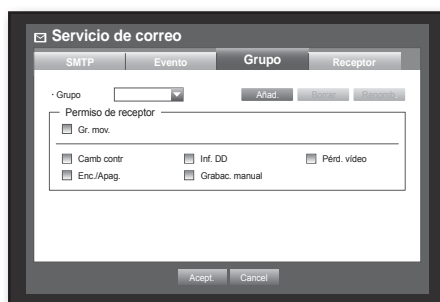 Servicio de correo
SMTP Evento Grupo Receptor
· Grupo Añad. Borrar Renomb.
Permiso de receptor
Gr. mov.
Camb contr Inf. DD Pérd. vídeo
Enc./Apag. Grabac. manual
Acept. Cancel